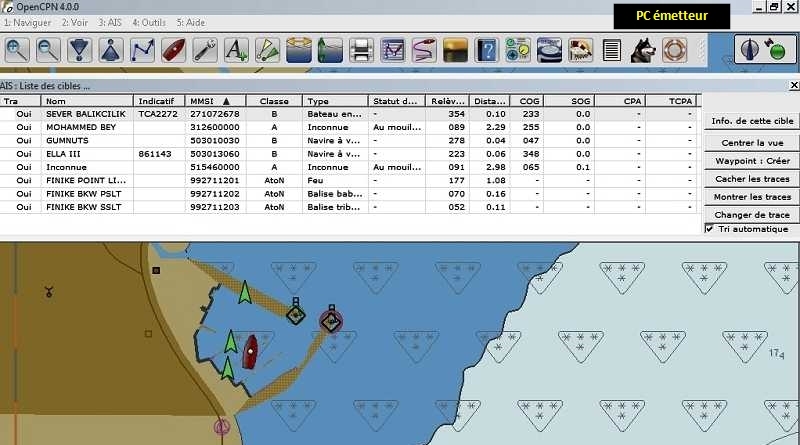 OpenCPN 4.0.0
PC émetteur
1: Naviguer 2: Voir 3: AIS 4: Outils 5: Aide
AIS : Liste des cibles ...
Tra Nom Indicatif MMSI Classe Type Statut d... Relèv... Dista... COG SOG CPA TCPA
Oui SEVER BALIKCILIK TCA2272 271072678 B Bateau en... - 354 0.10 233 0.0 - -
Oui MOHAMMED BEY 312600000 A Inconnue Au mouil... 089 2.29 255 0.0 - -
Oui GUMNUTS 503010030 B Navire à v... - 278 0.04 047 0.0 - -
Oui ELLA III 861143 503013060 B Navire à v... - 223 0.06 348 0.0 - -
Oui Inconnue 515460000 A Inconnue Au mouil... 091 2.98 065 0.1 - -
Oui FINIKE POINT LI... 992711201 AtoN Feu - 177 1.08 - - - -
Oui FINIKE BKW PSLT 992711202 AtoN Balise bab... - 070 0.16 - - - -
Oui FINIKE BKW SSLT 992711203 AtoN Balise trib... - 052 0.11 - - - -
Info. de cette cible
Centrer la vue
Waypoint : Créer
Cacher les traces
Montrer les traces
Changer de trace
Tri automatique
17₄